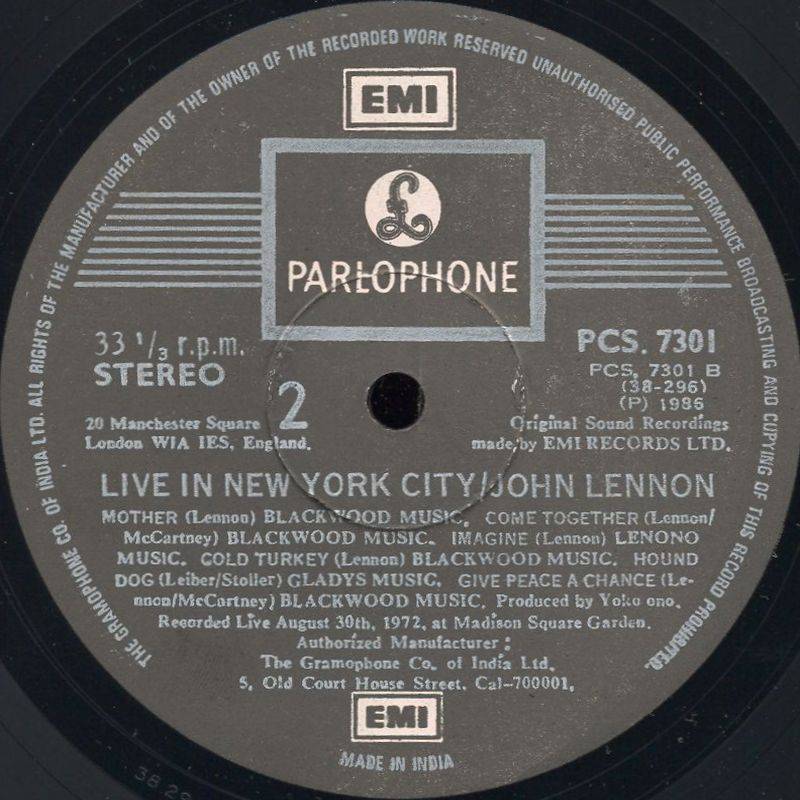 THE GRAMOPHONE CO. OF INDIA LTD. ALL RIGHTS OF THE MANUFACTURER AND OF THE OWNER OF THE RECORDED WORK RESERVED UNAUTHORISED PUBLIC PERFORMANCE BROADCASTING AND COPYING OF THIS RECORD PROHIBITED.
EMI
£
PARLOPHONE
33 1/3 r.p.m.
STEREO
2
20 Manchester Square
London WIA IES, England.
PCS. 7301
PCS. 7301 B
(38-296)
(P) 1986
Original Sound Recordings
made by EMI RECORDS LTD.
LIVE IN NEW YORK CITY/JOHN LENNON
MOTHER (Lennon) BLACKWOOD MUSIC. COME TOGETHER (Lennon/
McCartney) BLACKWOOD MUSIC. IMAGINE (Lennon) LENONO
MUSIC. COLD TURKEY (Lennon) BLACKWOOD MUSIC. HOUND
DOG (Leiber/Stoller) GLADYS MUSIC. GIVE PEACE A CHANCE (Le-
nnon/McCartney) BLACKWOOD MUSIC. Produced by Yoko ono.
Recorded Live August 30th, 1972, at Madison Square Garden.
Authorized Manufacturer :
The Gramophone Co. of India Ltd.
5, Old Court House Street. Cal-700001.
EMI
MADE IN INDIA